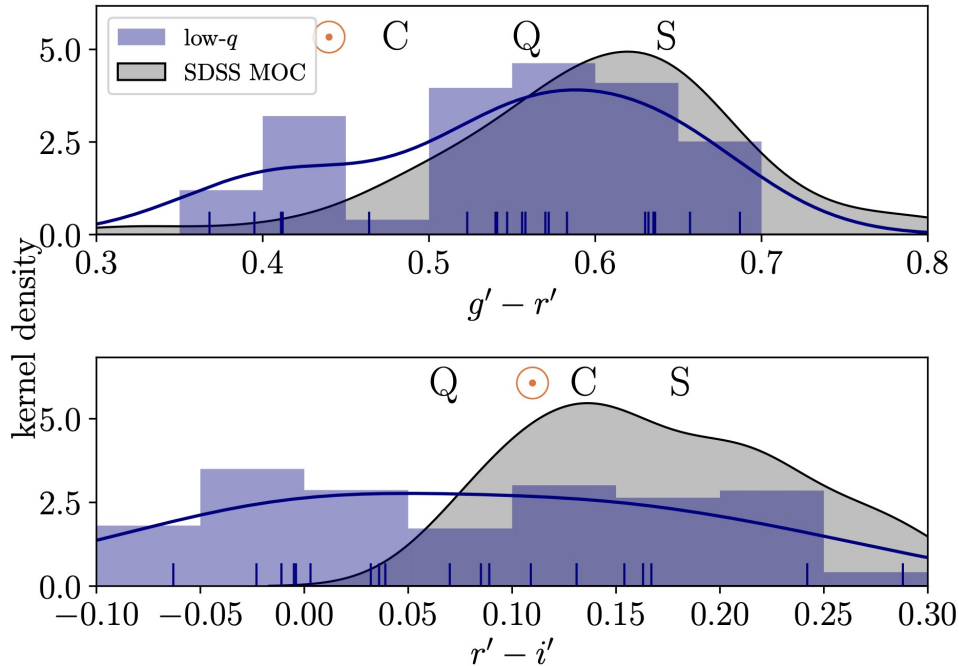 low-q
SDSS MOC
☉ C Q S
5.0
2.5
0.0
0.3 0.4 0.5 0.6 0.7 0.8
g′ − r′
kernel density
Q ☉ C S
5.0
2.5
0.0
−0.10 −0.05 0.00 0.05 0.10 0.15 0.20 0.25 0.30
r′ − i′